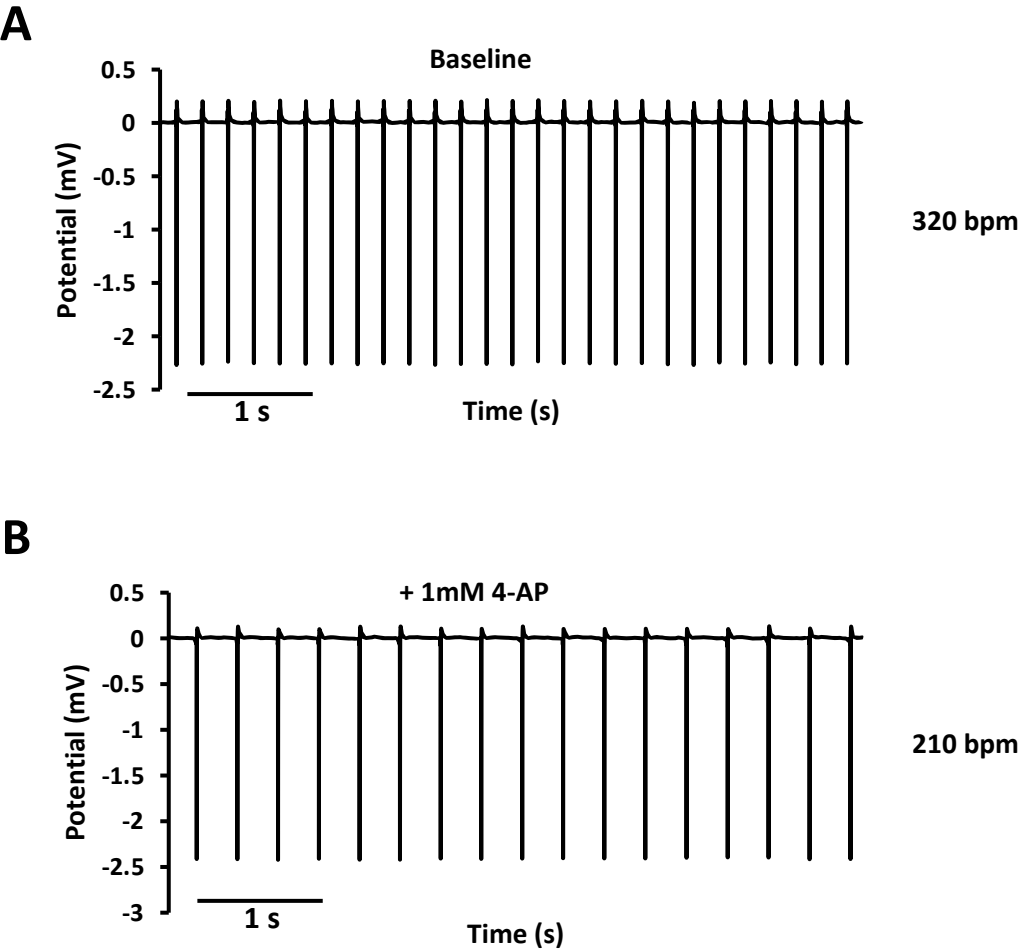 A
Baseline
0.5
0
-0.5
-1
-1.5
-2
-2.5
Potential (mV)
320 bpm
1 s
Time (s)
B
+ 1mM 4-AP
0.5
0
-0.5
-1
-1.5
-2
-2.5
-3
Potential (mV)
210 bpm
1 s
Time (s)